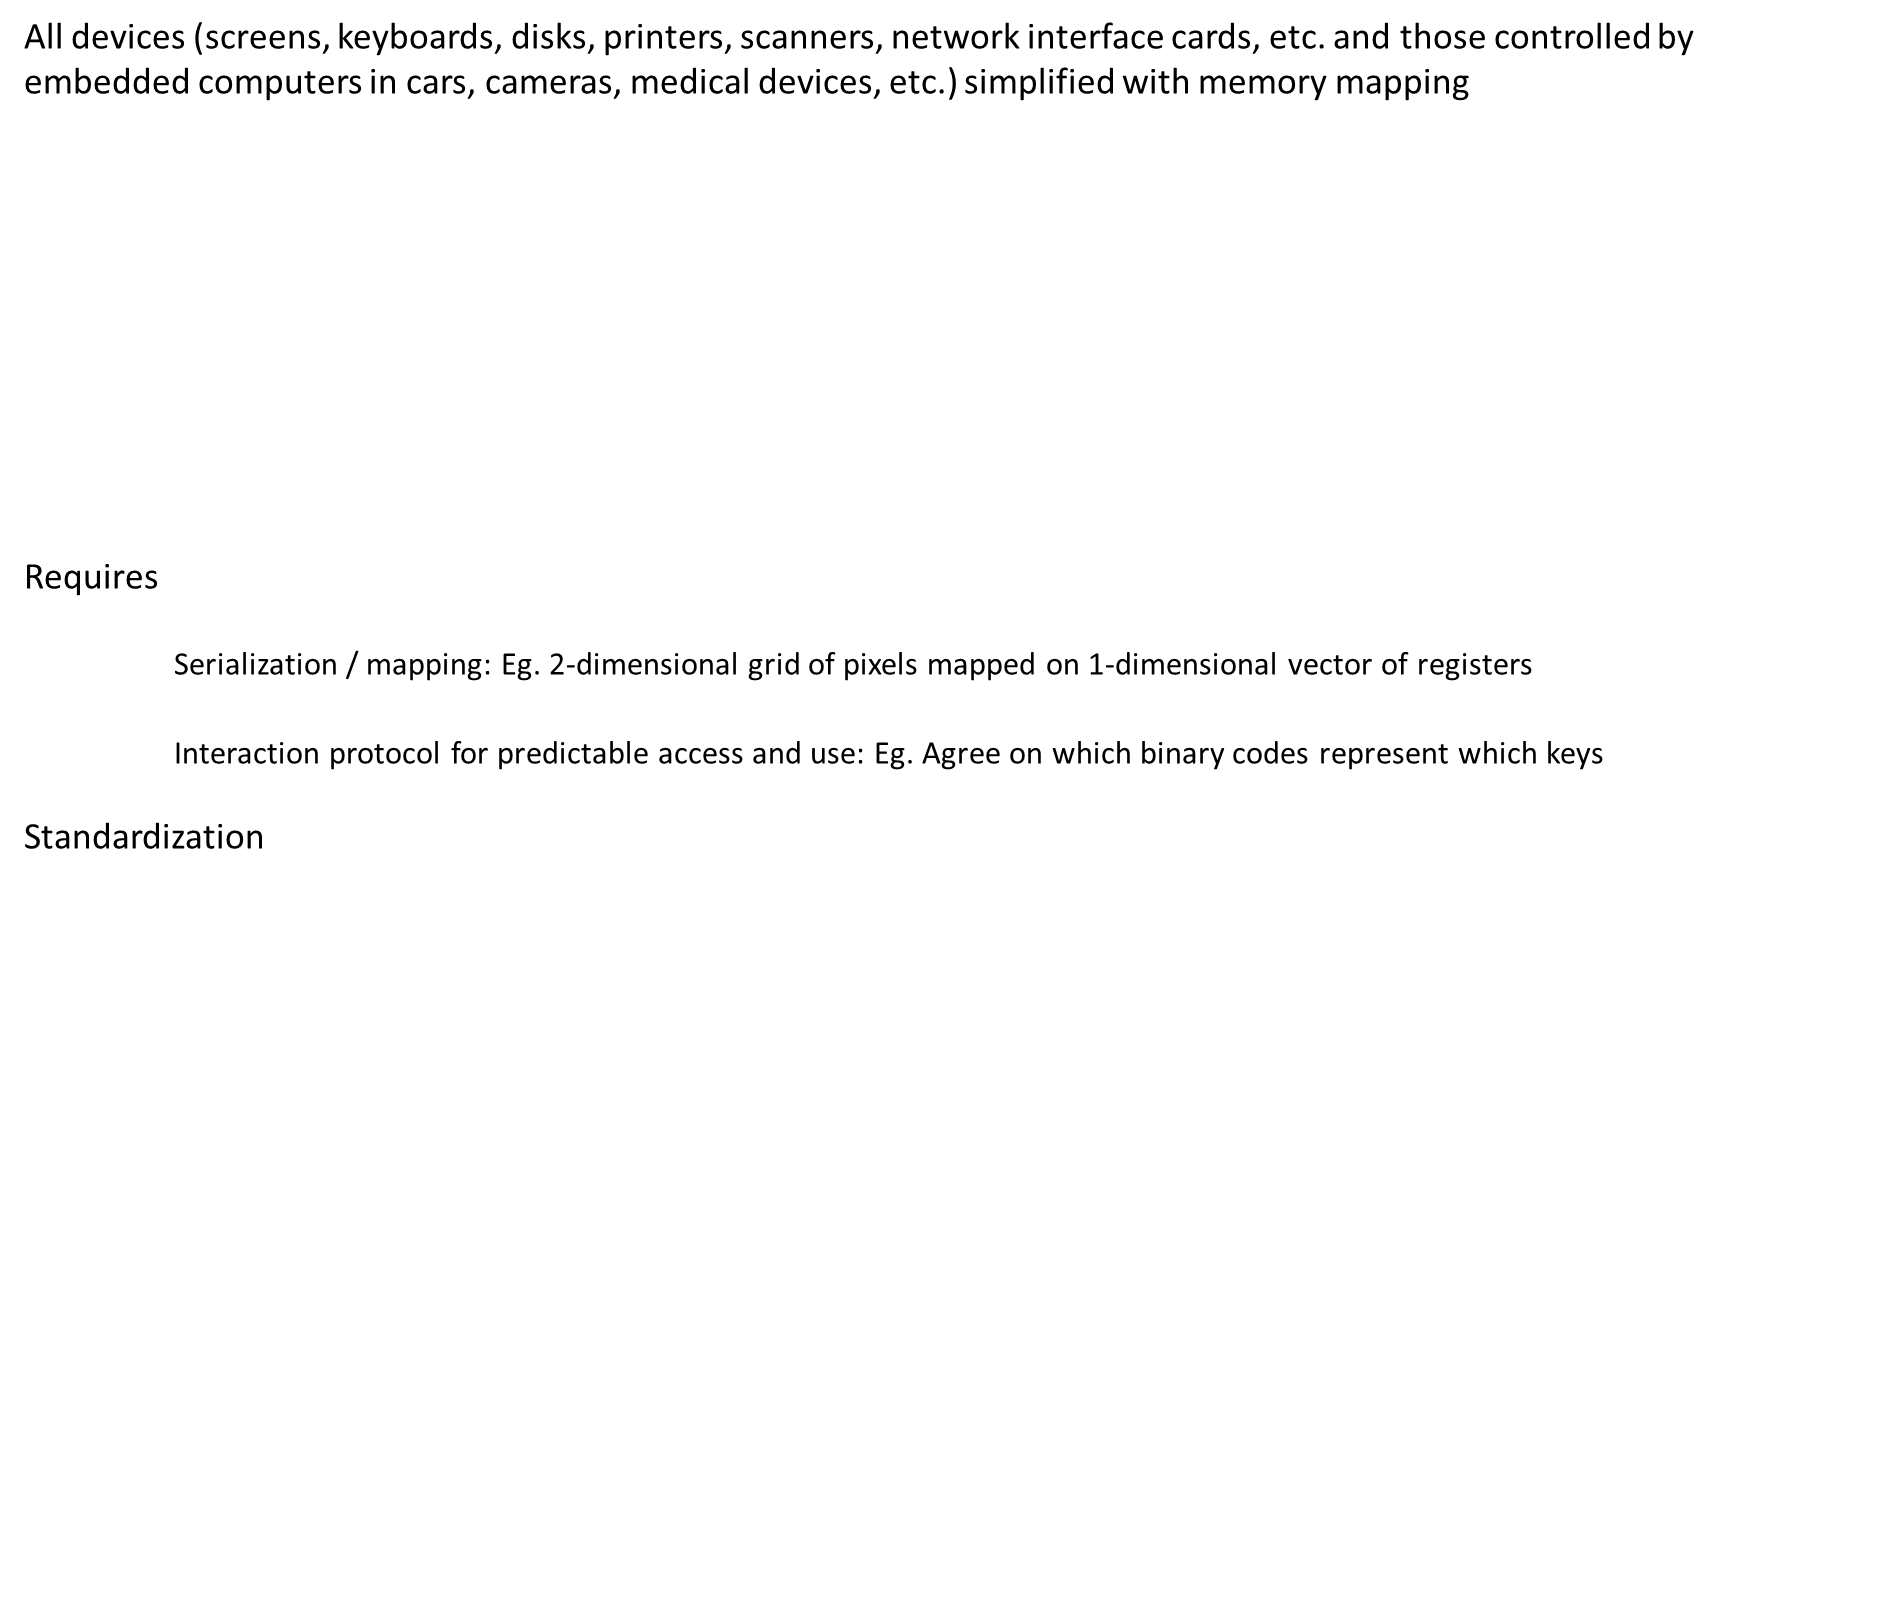 All devices (screens, keyboards, disks, printers, scanners, network interface cards, etc. and those controlled by
embedded computers in cars, cameras, medical devices, etc.) simplified with memory mapping
Requires
Serialization / mapping: Eg. 2-dimensional grid of pixels mapped on 1-dimensional vector of registers
Interaction protocol for predictable access and use: Eg. Agree on which binary codes represent which keys
Standardization